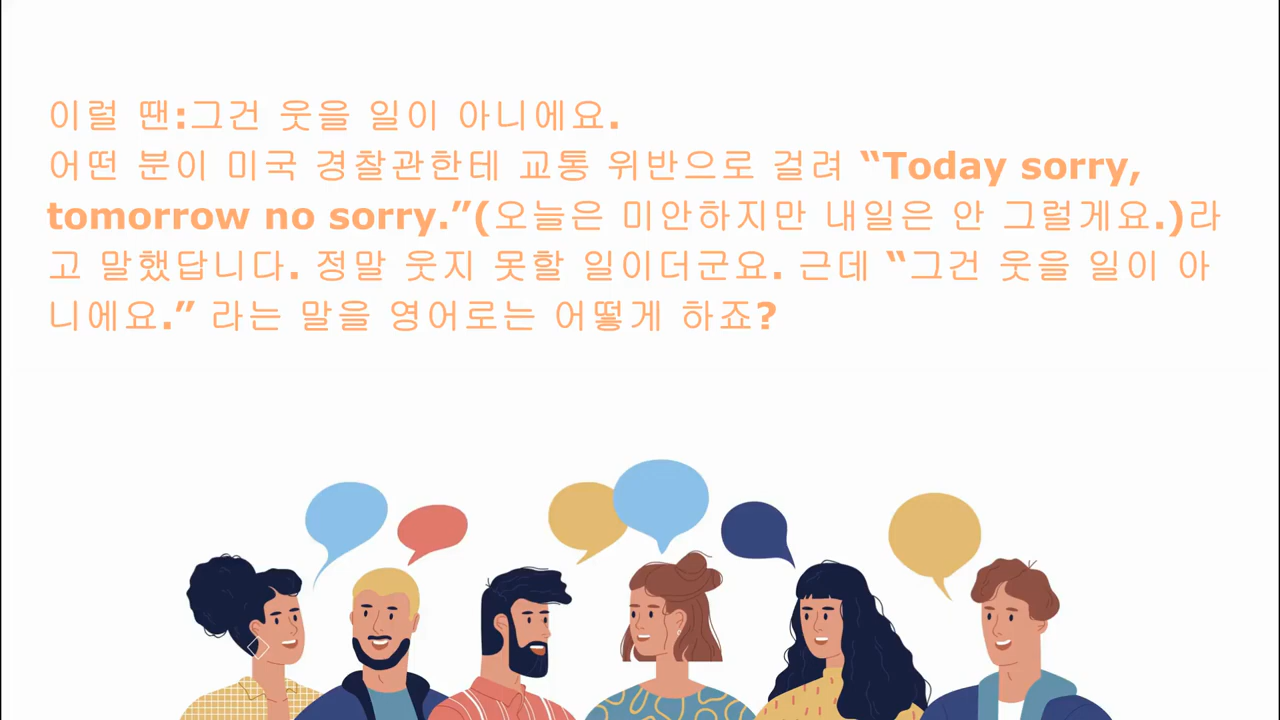 이럴 땐:그건 웃을 일이 아니에요.
어떤 분이 미국 경찰관한테 교통 위반으로 걸려 “Today sorry,
tomorrow no sorry.”(오늘은 미안하지만 내일은 안 그럴게요.)라
고 말했답니다. 정말 웃지 못할 일이더군요. 근데 “그건 웃을 일이 아
니에요.” 라는 말을 영어로는 어떻게 하죠?